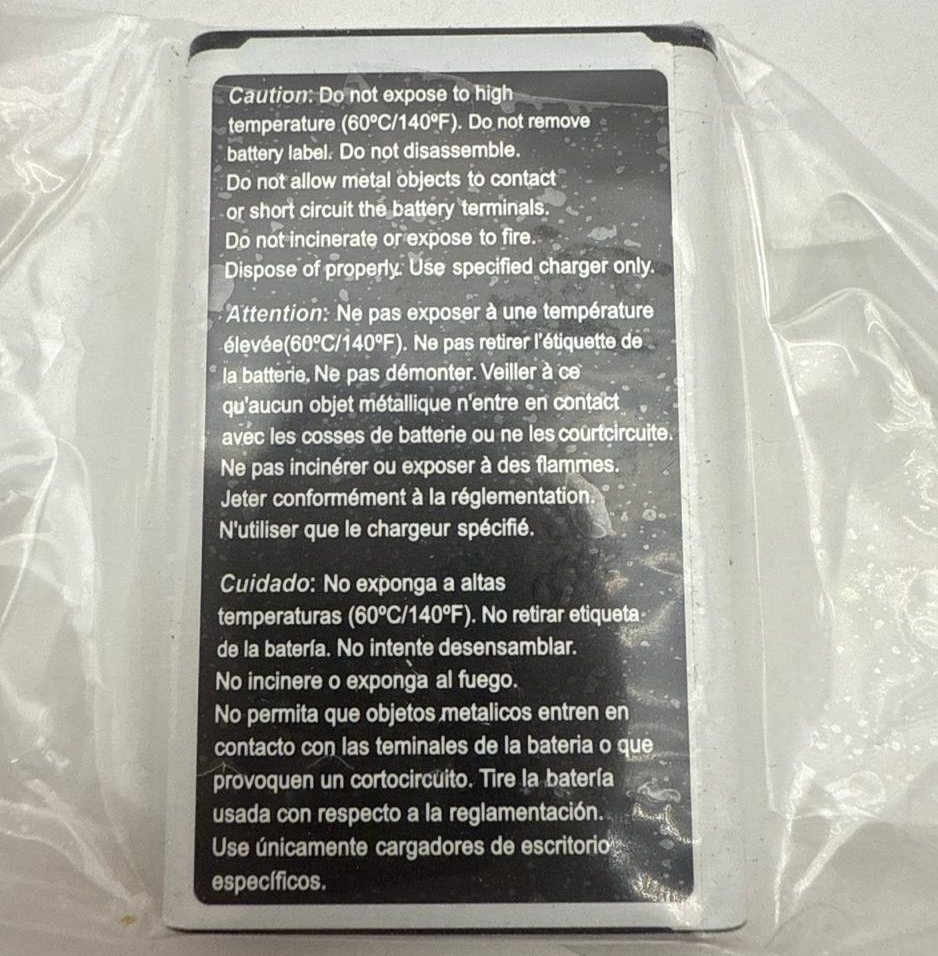 Caution: Do not expose to high
temperature (60ºC/140ºF). Do not remove
battery label. Do not disassemble.
Do not allow metal objects to contact
or short circuit the battery terminals.
Do not incinerate or expose to fire.
Dispose of properly. Use specified charger only.
Attention: Ne pas exposer à une température
élevée(60ºC/140ºF). Ne pas retirer l'étiquette de
la batterie. Ne pas démonter. Veiller à ce
qu'aucun objet métallique n'entre en contact
avec les cosses de batterie ou ne les courtcircuite.
Ne pas incinérer ou exposer à des flammes.
Jeter conformément à la réglementation.
N'utiliser que le chargeur spécifié.
Cuidado: No exponga a altas
temperaturas (60ºC/140ºF). No retirar etiqueta
de la batería. No intente desensamblar.
No incinere o exponga al fuego.
No permita que objetos metalicos entren en
contacto con las teminales de la bateria o que
provoquen un cortocircuito. Tire la batería
usada con respecto a la reglamentación.
Use únicamente cargadores de escritorio
específicos.